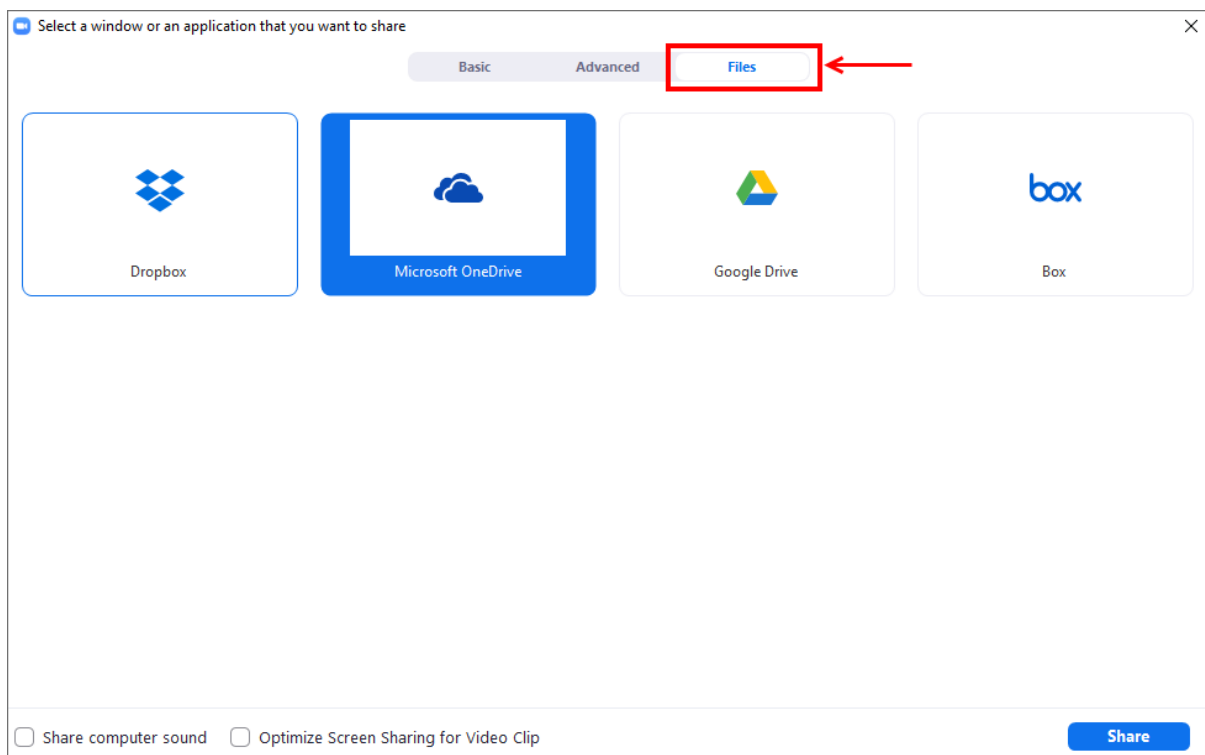 Select a window or an application that you want to share
Basic Advanced Files
box
Dropbox Microsoft OneDrive Google Drive Box
Share computer sound Optimize Screen Sharing for Video Clip Share